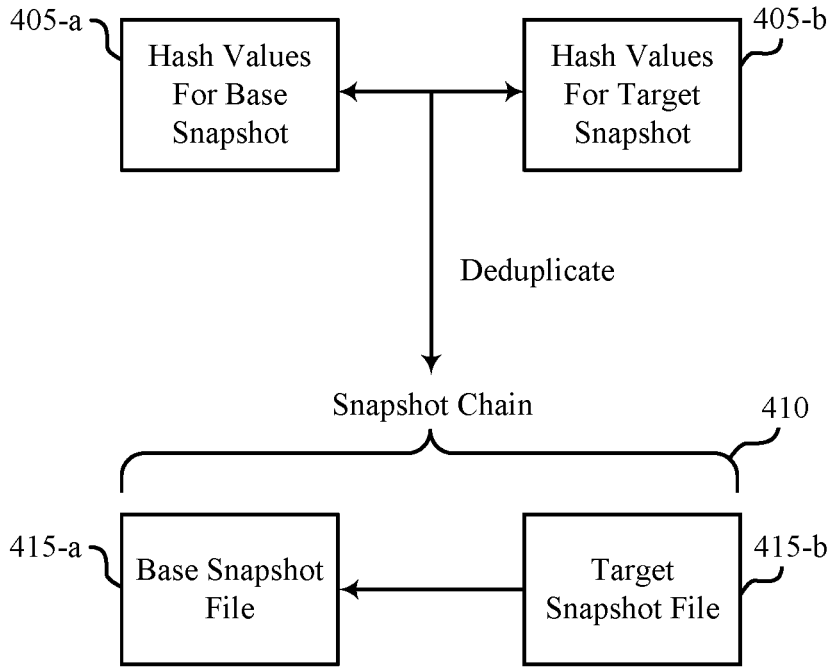 405-a
Hash Values
For Base
Snapshot
405-b
Hash Values
For Target
Snapshot
Deduplicate
Snapshot Chain
410
415-a
Base Snapshot
File
Target
Snapshot File
415-b